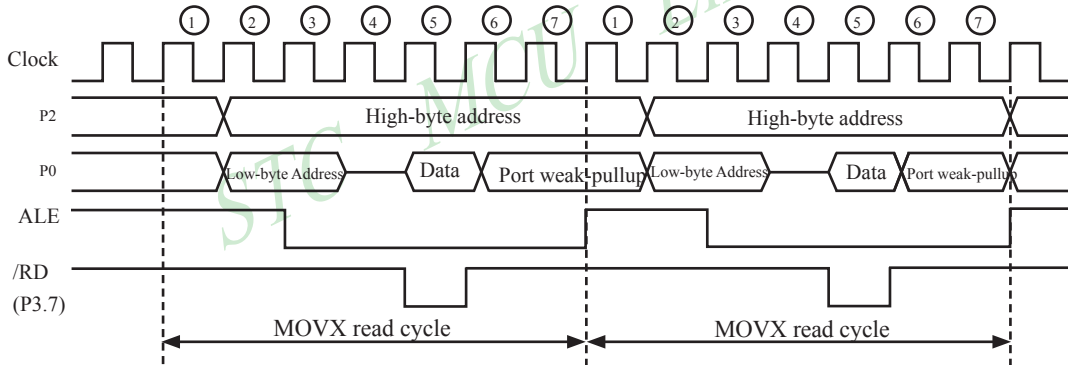 ① ② ③ ④ ⑤ ⑥ ⑦ ① ② ③ ④ ⑤ ⑥ ⑦
Clock
P2 High-byte address High-byte address
P0 Low-byte Address Data Port weak-pullup Low-byte Address Data Port weak-pullup
ALE
/RD
(P3.7)
MOVX read cycle MOVX read cycle
STC MCU